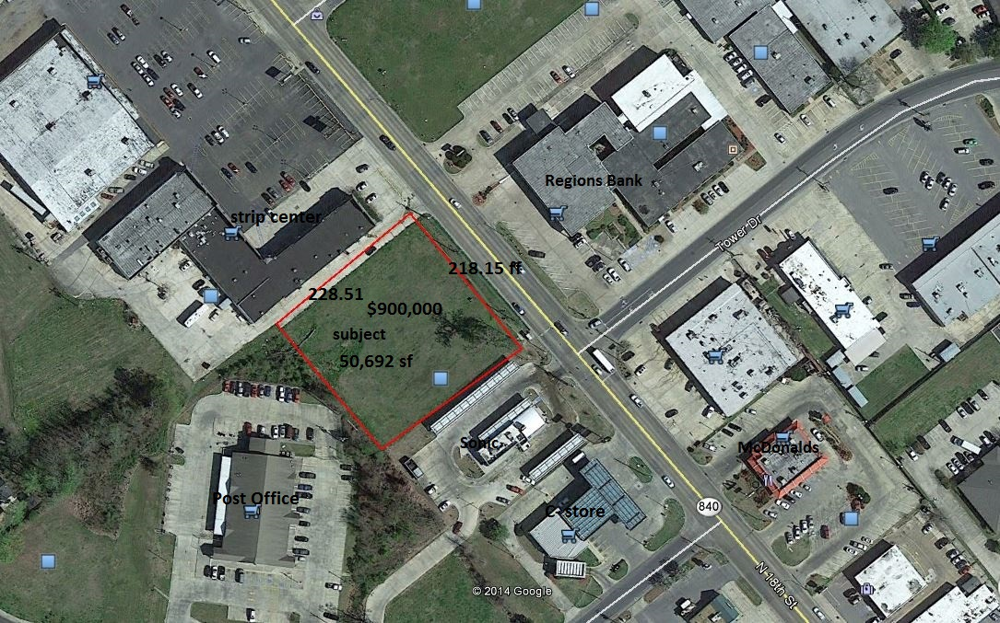 Regions Bank
strip center
Tower Dr
218.15 ff
228.51
$900,000
subject
50,692 sf
Sonic
McDonalds
Post Office
C- store
840
N 18th St
© 2014 Google